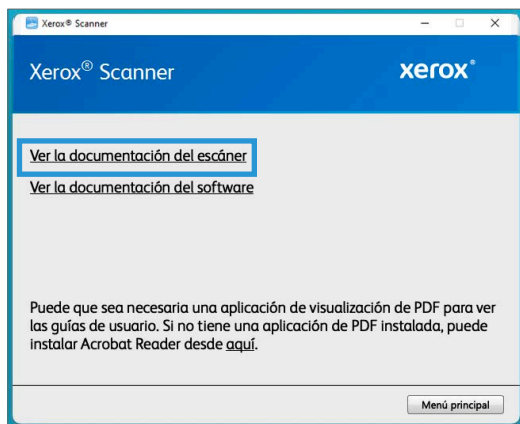 Xerox® Scanner
Xerox® Scanner
xerox®
Ver la documentación del escáner
Ver la documentación del software
Puede que sea necesaria una aplicación de visualización de PDF para ver
las guías de usuario. Si no tiene una aplicación de PDF instalada, puede
instalar Acrobat Reader desde aquí.
Menú principal